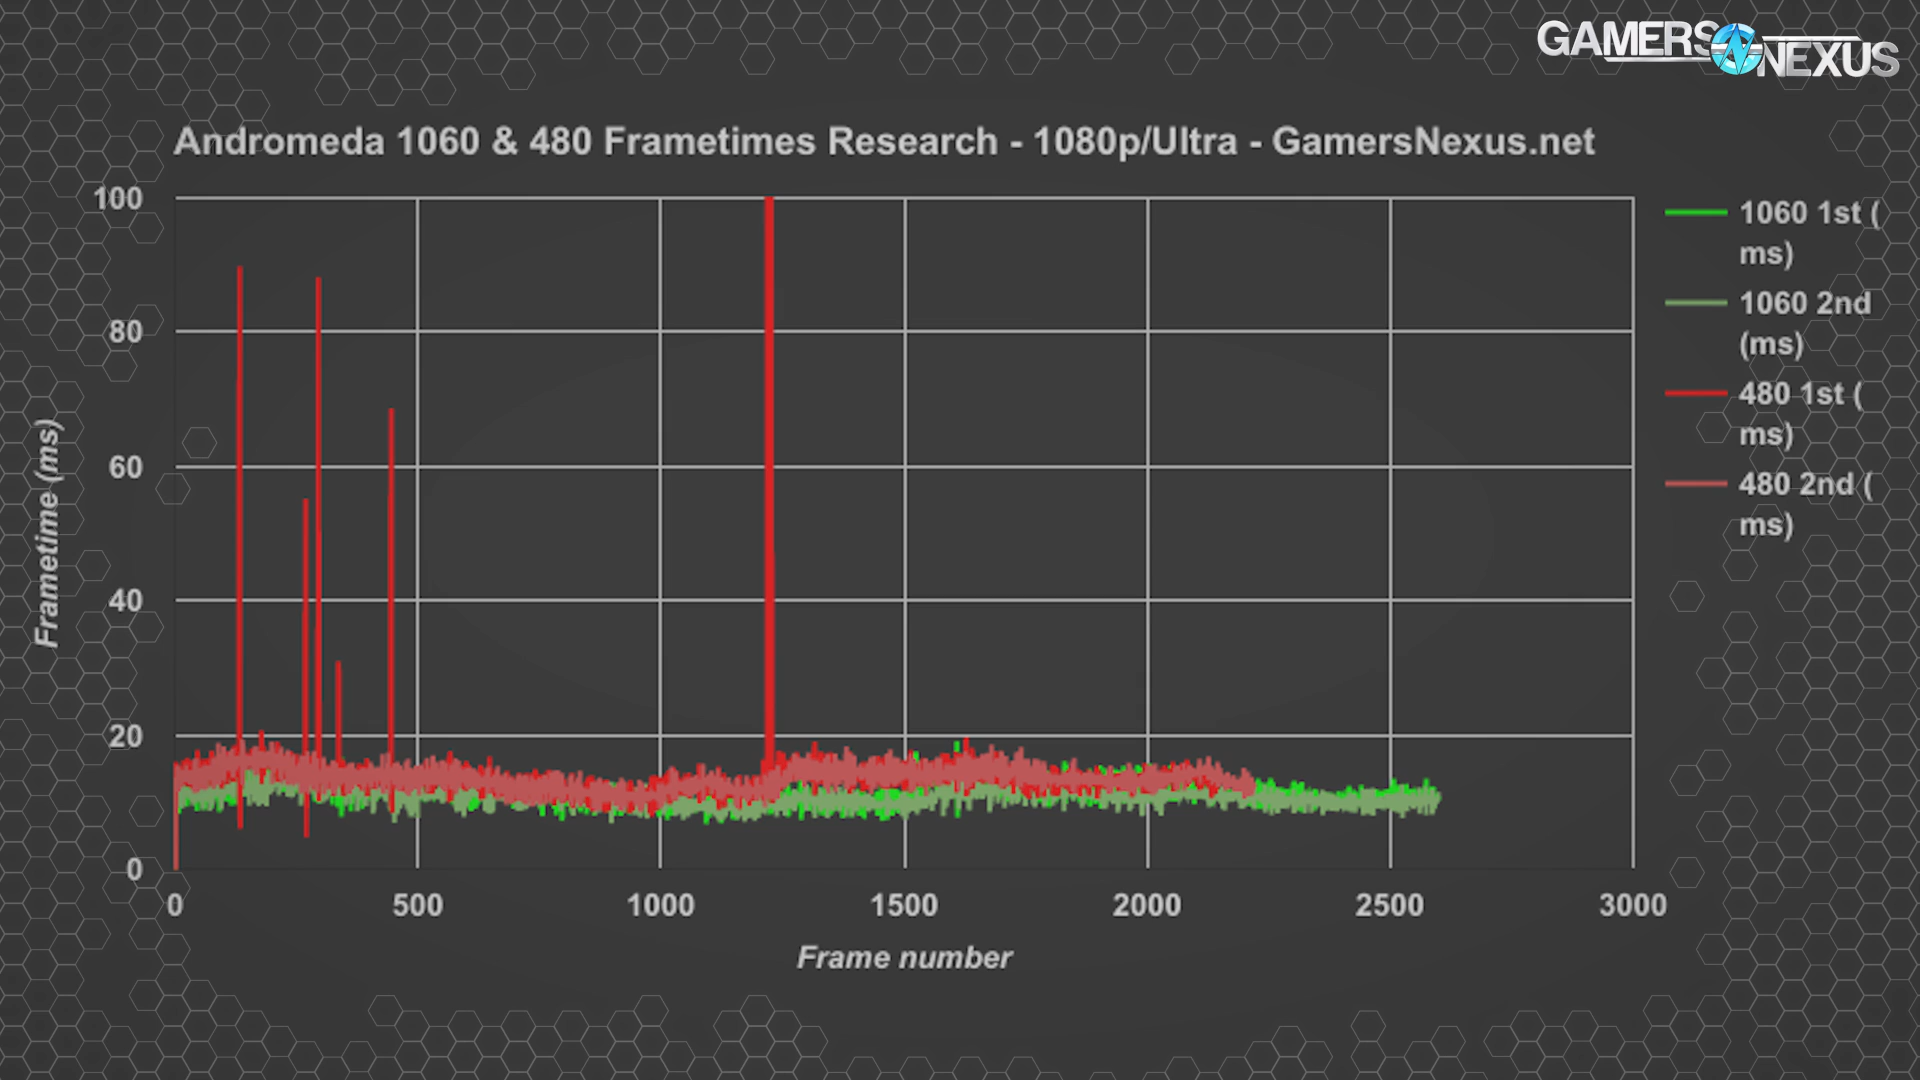 GAMERS NEXUS
Andromeda 1060 & 480 Frametimes Research - 1080p/Ultra - GamersNexus.net
100
80
60
40
20
0
Frametime (ms)
0 500 1000 1500 2000 2500 3000
Frame number
1060 1st (
ms)
1060 2nd
(ms)
480 1st (
ms)
480 2nd (
ms)